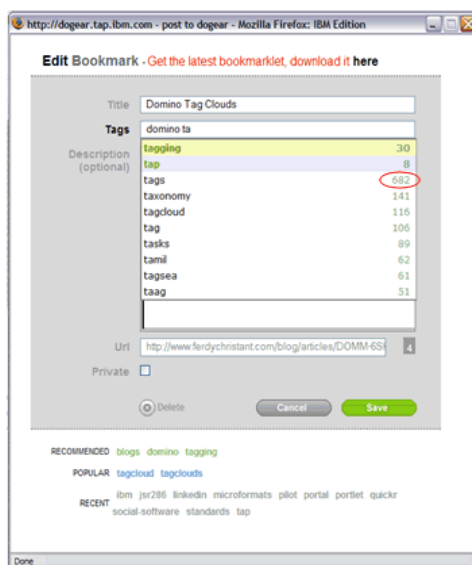 http://dogear.tap.ibm.com - post to dogear - Mozilla Firefox: IBM Edition
Edit Bookmark - Get the latest bookmarklet, download it here
Title Domino Tag Clouds
Tags domino ta
Description (optional)
tagging 30
tap 8
tags 682
taxonomy 141
tagcloud 116
tag 106
tasks 89
tamil 62
tagsea 61
taag 51
Url http://www.ferdychristant.com/blog/articles/DOMM-6S 4
Private
Delete Cancel Save
RECOMMENDED blogs domino tagging
POPULAR tagcloud tagclouds
RECENT ibm jsr286 linkedin microformats pilot portal portlet quickr
social-software standards tap
Done